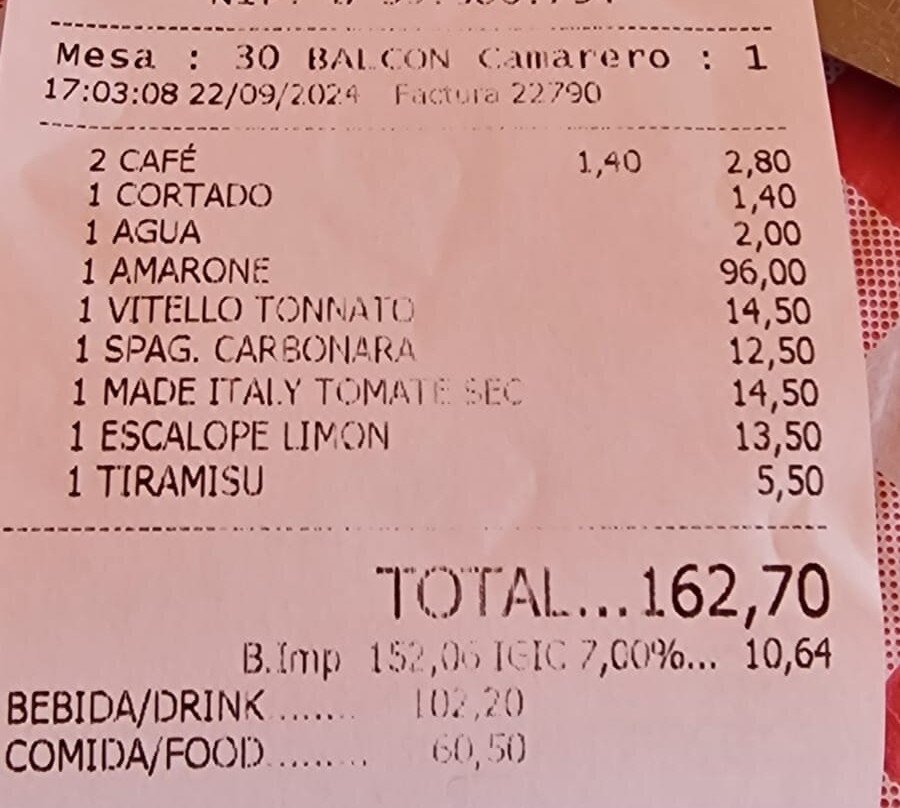 Mesa : 30 BALCON Camarero : 1
17:03:08 22/09/2024 Factura 22790
2 CAFÉ 1,40 2,80
1 CORTADO 1,40
1 AGUA 2,00
1 AMARONE 96,00
1 VITELLO TONNATO 14,50
1 SPAG. CARBONARA 12,50
1 MADE ITALY TOMATE SEC 14,50
1 ESCALOPE LIMON 13,50
1 TIRAMISU 5,50
TOTAL...162,70
B.Imp 152,06 IGIC 7,00%... 10,64
BEBIDA/DRINK....... 102,20
COMIDA/FOOD......... 60,50